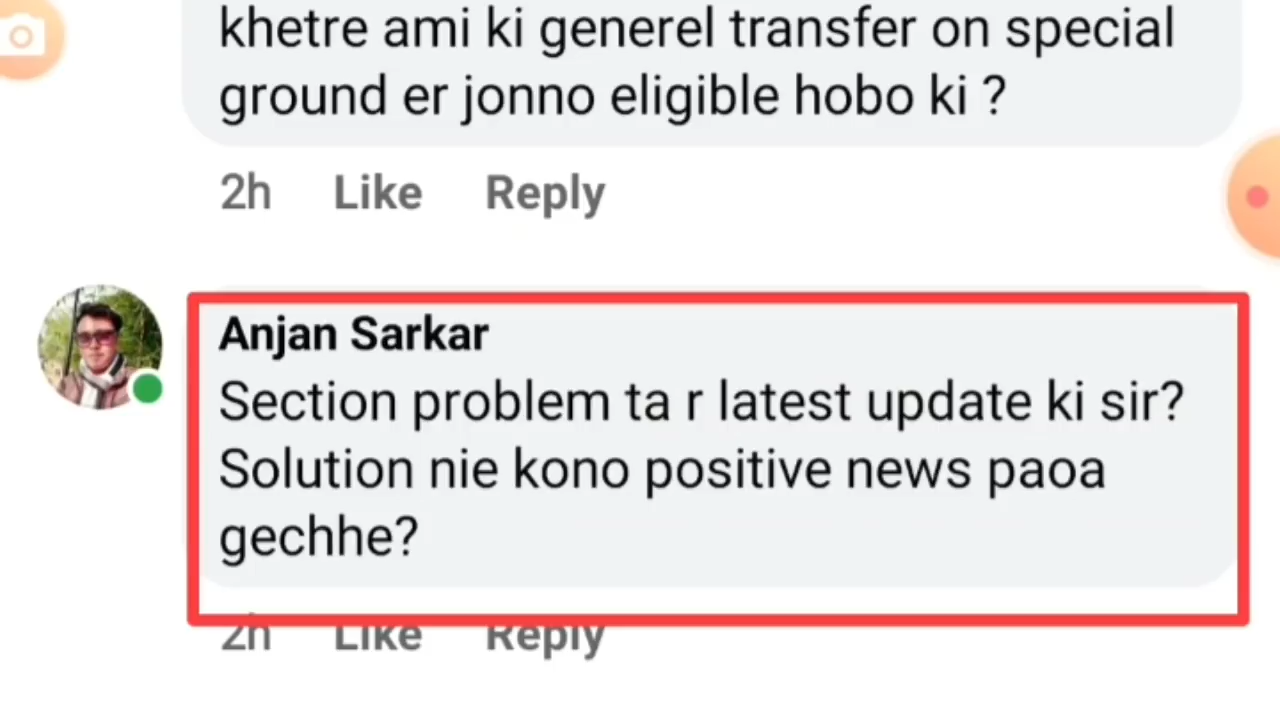 khetre ami ki generel transfer on special
ground er jonno eligible hobo ki ?
2h Like Reply
Anjan Sarkar
Section problem ta r latest update ki sir?
Solution nie kono positive news paoa
gechhe?
2h Like Reply